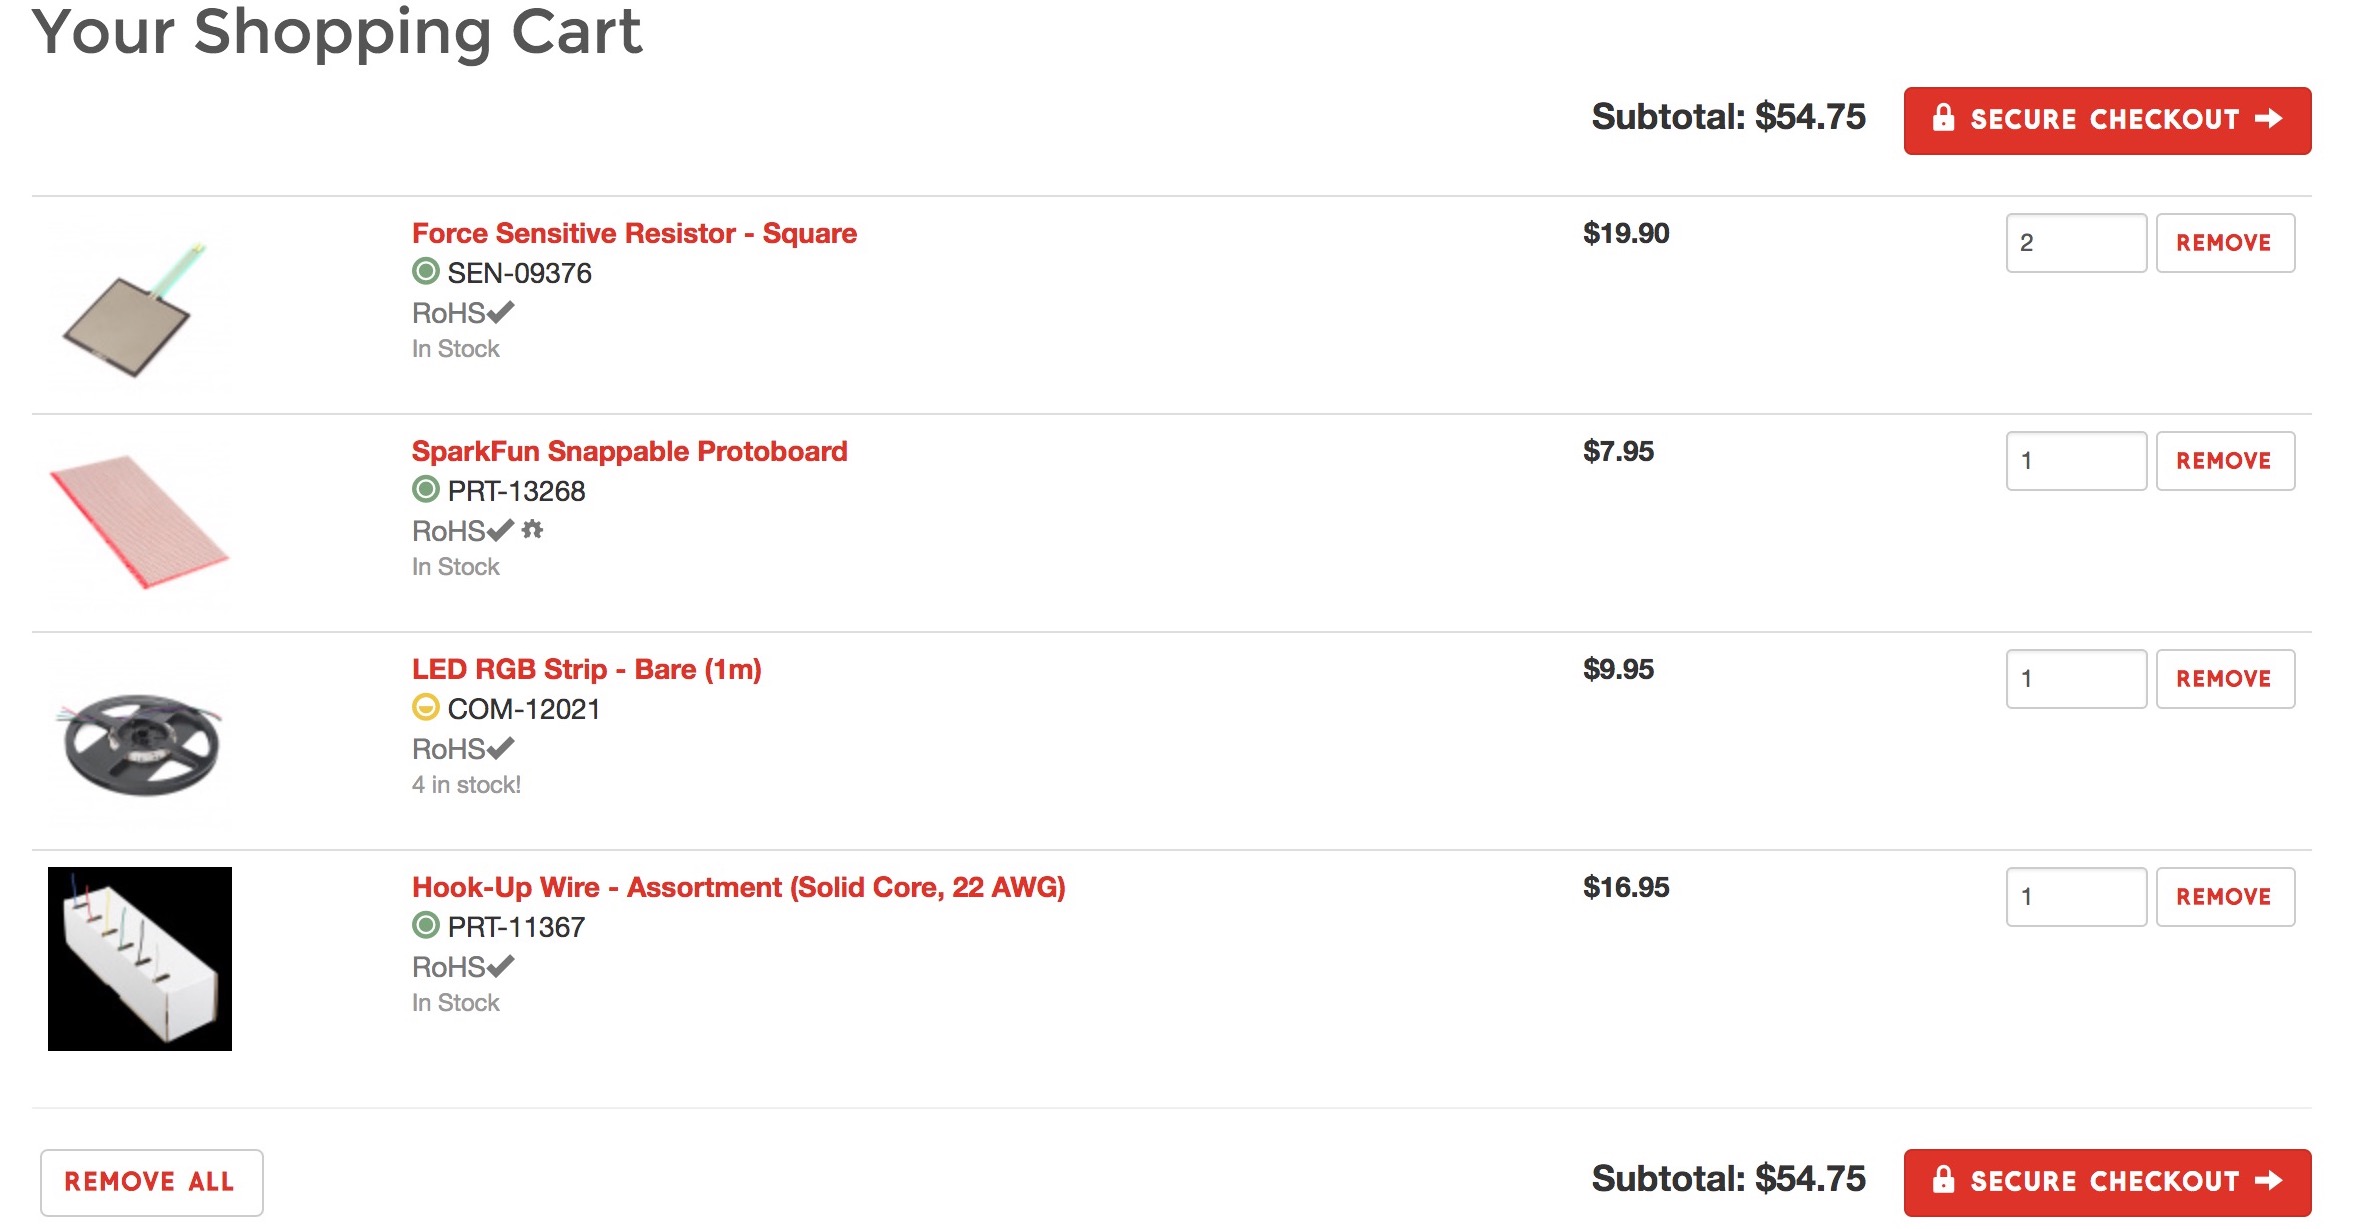 Your Shopping Cart
Subtotal: $54.75 SECURE CHECKOUT
Force Sensitive Resistor - Square $19.90 2 REMOVE
SEN-09376
RoHS
In Stock
SparkFun Snappable Protoboard $7.95 1 REMOVE
PRT-13268
RoHS
In Stock
LED RGB Strip - Bare (1m) $9.95 1 REMOVE
COM-12021
RoHS
4 in stock!
Hook-Up Wire - Assortment (Solid Core, 22 AWG) $16.95 1 REMOVE
PRT-11367
RoHS
In Stock
REMOVE ALL Subtotal: $54.75 SECURE CHECKOUT